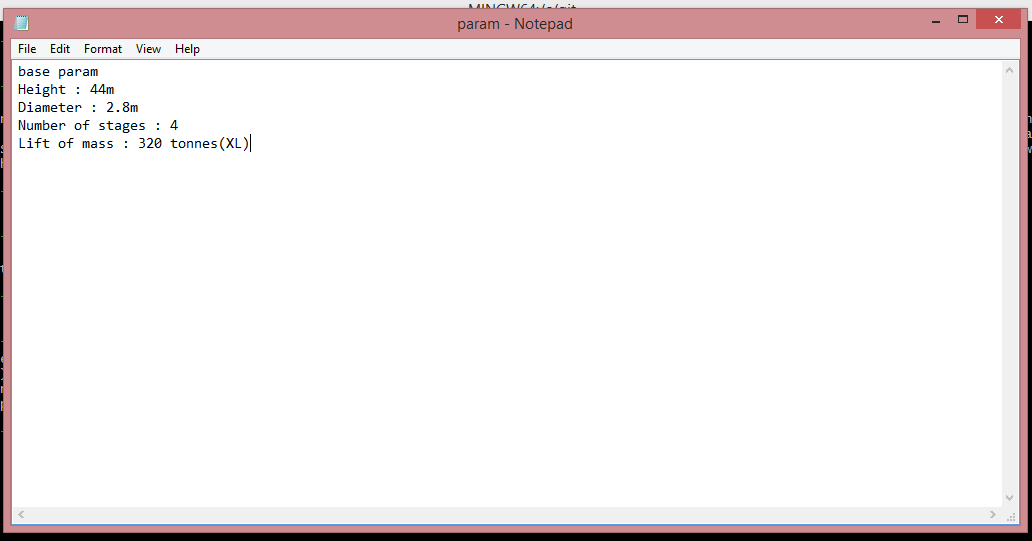 param - Notepad
File Edit Format View Help
base param
Height : 44m
Diameter : 2.8m
Number of stages : 4
Lift of mass : 320 tonnes(XL)